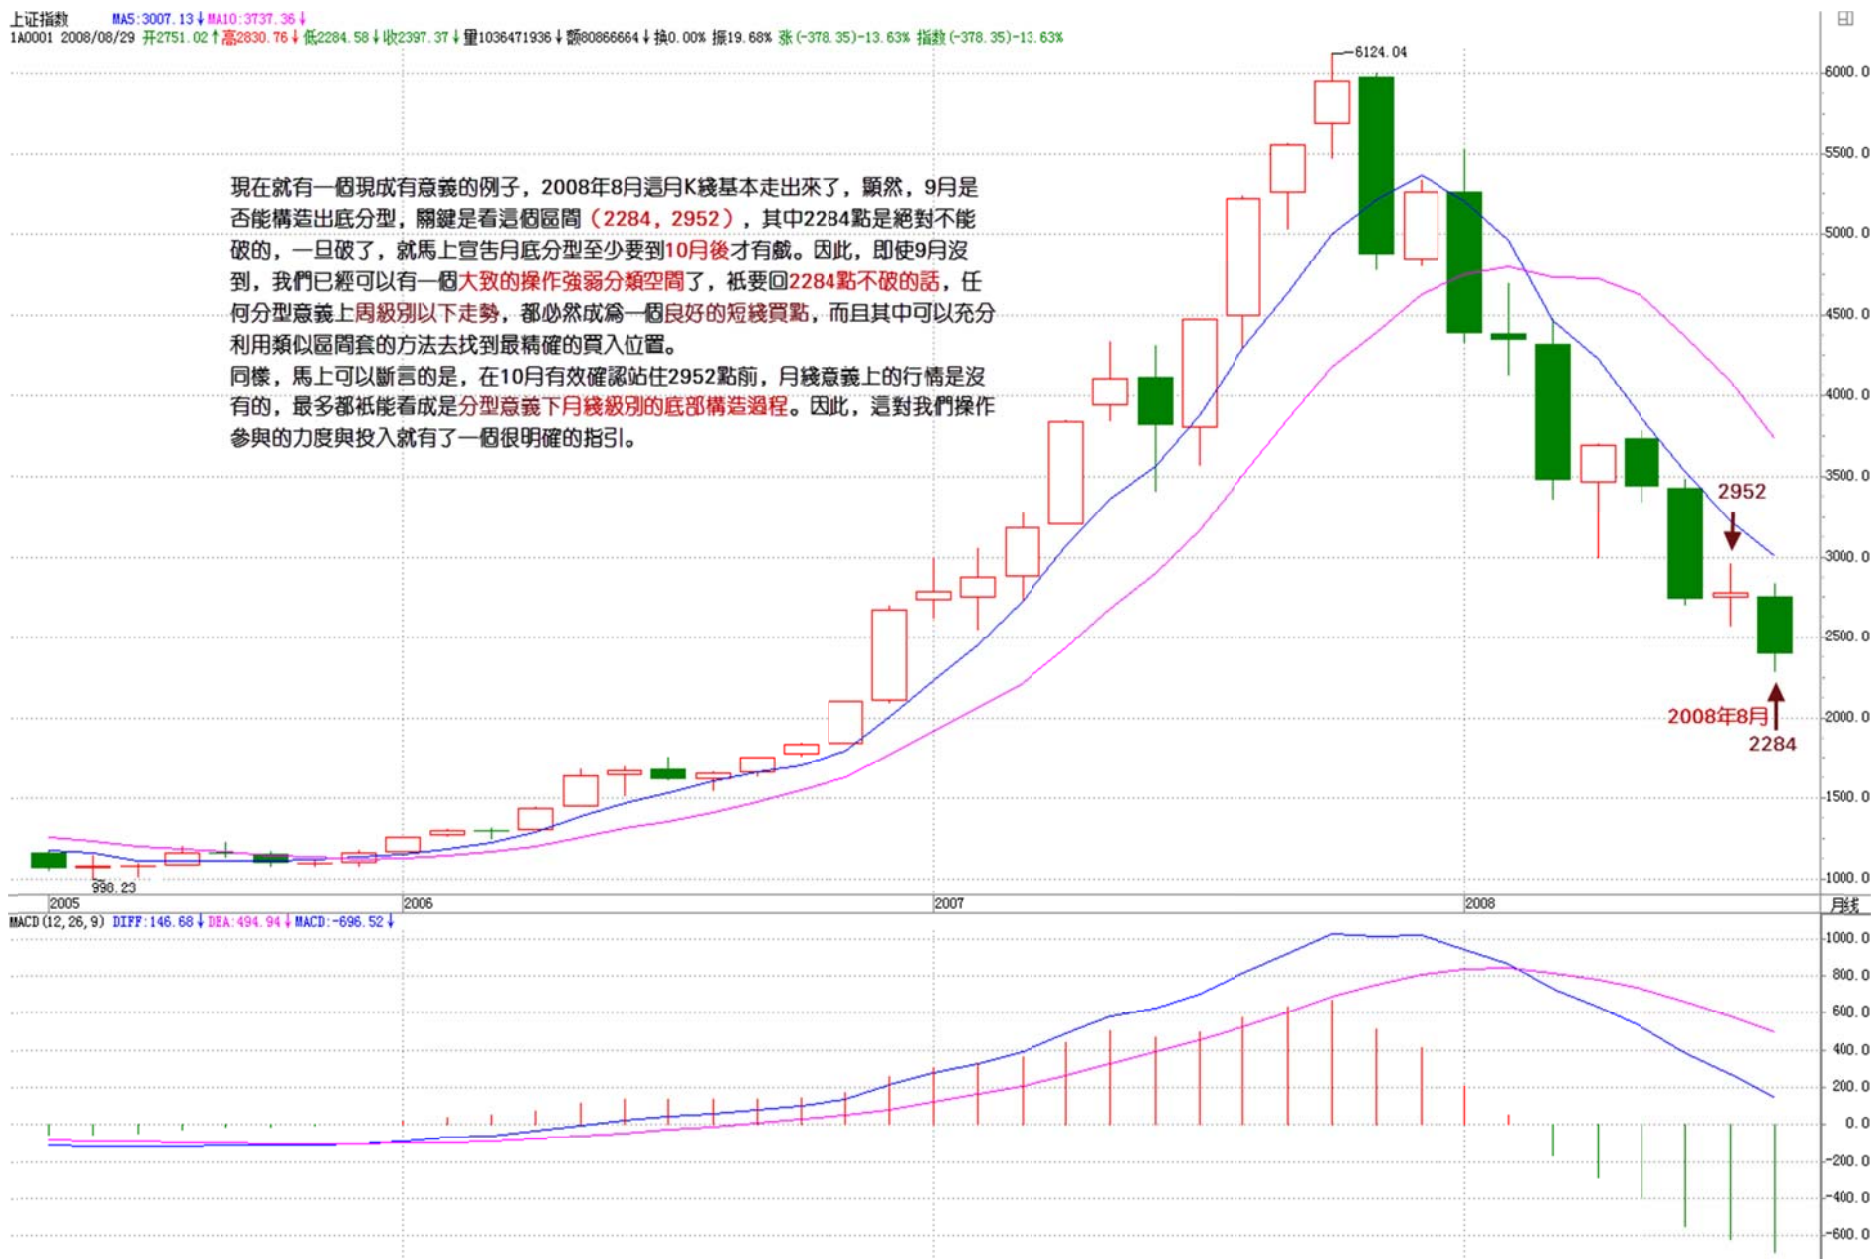 上证指数 MA5:3007.13↓MA10:3737.36↓
1A0001 2008/08/29 开2751.02↑高2830.76↓低2284.58↓收2397.37↓量1036471936↓额80866664↓换0.00% 振19.68% 涨(-378.35)-13.63% 指数(-378.35)-13.63%
6124.04
6000.0
5500.0
現在就有一個現成有意義的例子，2008年8月這月K綫基本走出來了，顯然，9月是
否能構造出底分型，關鍵是看這個區間（2284，2952），其中2284點是絕對不能
破的，一旦破了，就馬上宣告月底分型至少要到10月後才有戲。因此，即使9月沒
到，我們已經可以有一個大致的操作強弱分類空間了，衹要回2284點不破的話，任
何分型意義上周級別以下走勢，都必然成爲一個良好的短綫買點，而且其中可以充分
利用類似區間套的方法去找到最精確的買入位置。
同樣，馬上可以斷言的是，在10月有效確認站住2952點前，月綫意義上的行情是沒
有的，最多都衹能看成是分型意義下月綫級別的底部構造過程。因此，這對我們操作
參與的力度與投入就有了一個很明確的指引。
5000.0
4500.0
4000.0
3500.0
2952
3000.0
2500.0
2000.0
2008年8月
2284
1500.0
1000.0
998.23
2005 2006 2007 2008 月线
MACD(12,26,9) DIFF:146.68↓DEA:494.94↓MACD:-696.52↓
1000.0
800.0
600.0
400.0
200.0
0.0
-200.0
-400.0
-600.0